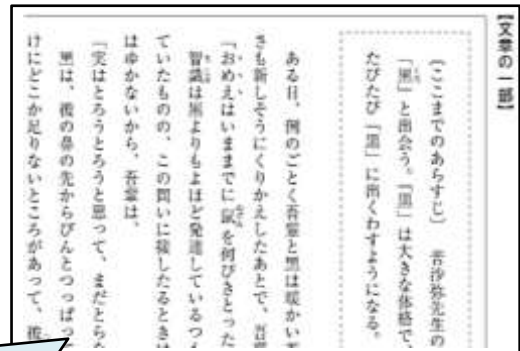 【文章の一部】
〔ここまでのあらすじ〕 苦沙弥先生の
「黒」と出会う。「黒」は大きな体格で、
たびたび「黒」に出くわすようになる。
ある日、例のごとく吾輩と黒は暖かい
さも新しそうにくりかえしたあとで、吾輩
「おめえはいままでに鼠を何びきとった
智識は黒よりもよほど発達しているつ
ていたものの、この問いに接したるときは
はゆかないから、吾輩は、
「実はとろうとろうと思って、まだとらな
黒は、彼の鼻の先からぴんとつっぱって
けにどこか足りないところがあって、彼